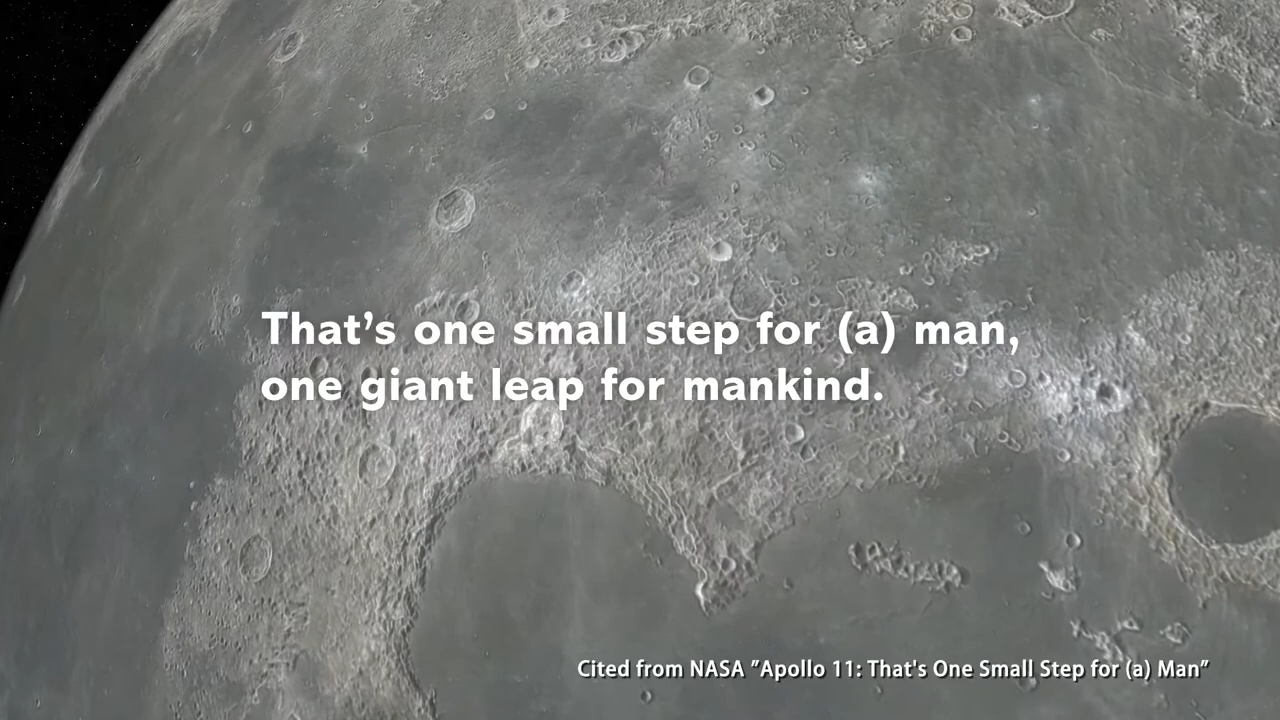 That’s one small step for (a) man,
one giant leap for mankind.
Cited from NASA ”Apollo 11: That's One Small Step for (a) Man”